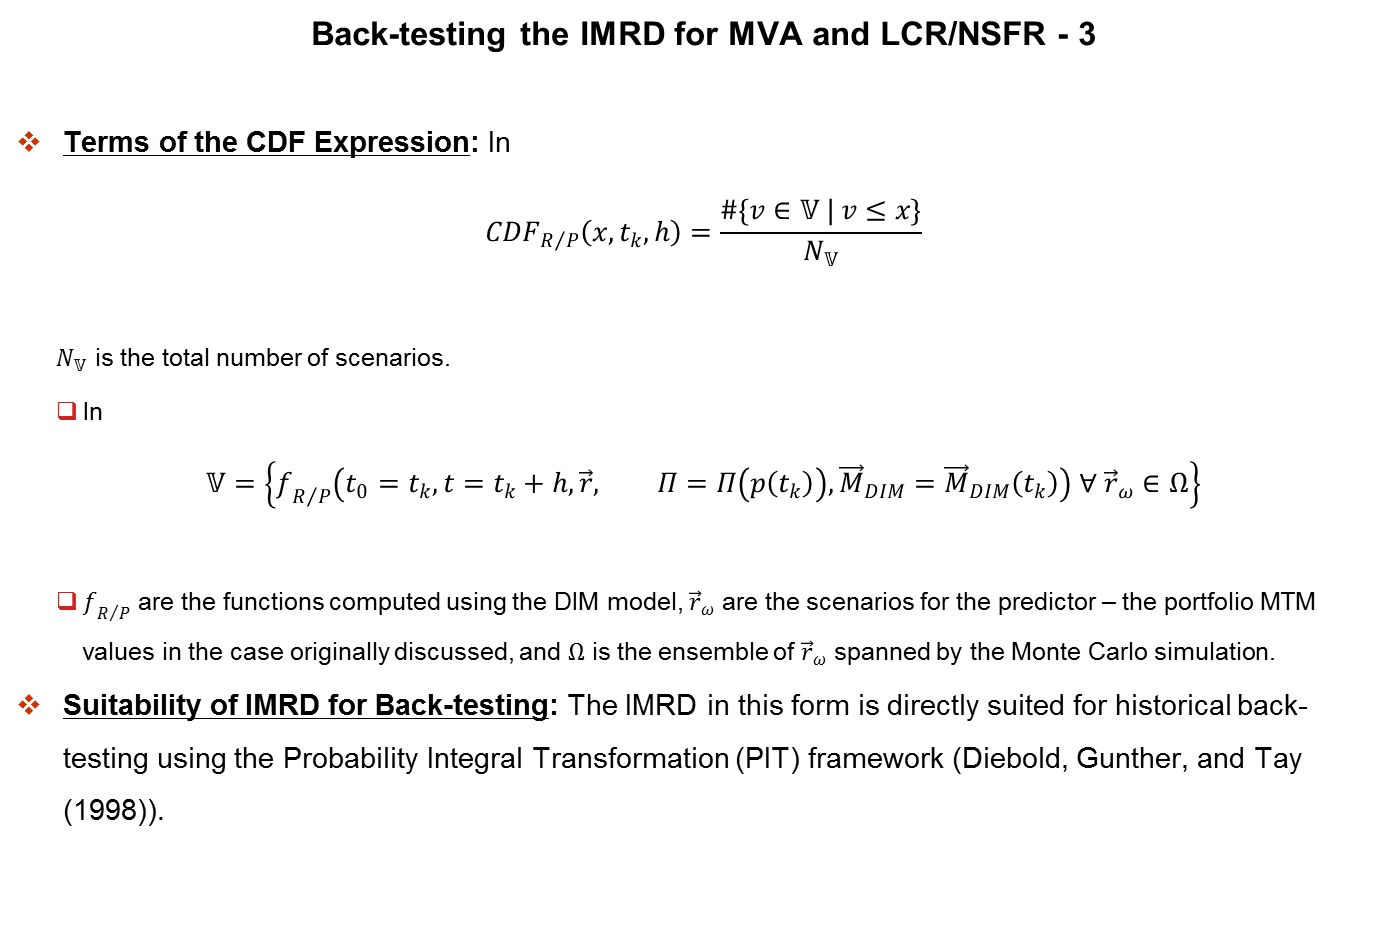 Back-testing the IMRD for MVA and LCR/NSFR - 3
❖ Terms of the CDF Expression: In
CDF_{R/P}(x, t_k, h) = #{v ∈ 𝕍 | v ≤ x} / N_𝕍
N_𝕍 is the total number of scenarios.
❑ In
𝕍 = {f_{R/P}(t_0 = t_k, t = t_k + h, r⃗, Π = Π(p(t_k)), M⃗_{DIM} = M⃗_{DIM}(t_k)) ∀ r⃗_ω ∈ Ω}
❑ f_{R/P} are the functions computed using the DIM model, r⃗_ω are the scenarios for the predictor – the portfolio MTM
values in the case originally discussed, and Ω is the ensemble of r⃗_ω spanned by the Monte Carlo simulation.
❖ Suitability of IMRD for Back-testing: The IMRD in this form is directly suited for historical back-
testing using the Probability Integral Transformation (PIT) framework (Diebold, Gunther, and Tay
(1998)).